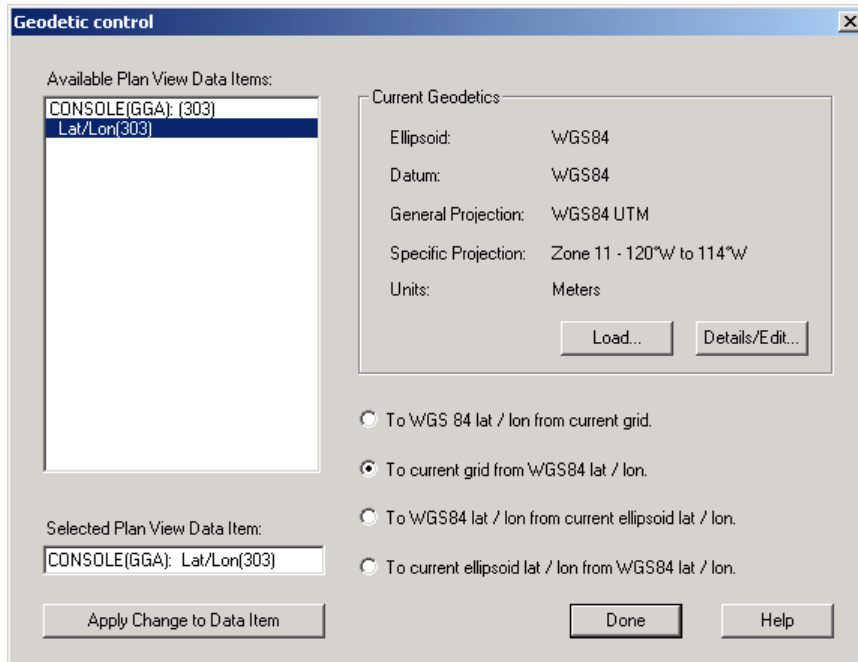 Geodetic control
Available Plan View Data Items:
CONSOLE(GGA): (303)
Lat/Lon(303)
Current Geodetics
Ellipsoid: WGS84
Datum: WGS84
General Projection: WGS84 UTM
Specific Projection: Zone 11 - 120°W to 114°W
Units: Meters
Load... Details/Edit...
To WGS 84 lat / lon from current grid.
To current grid from WGS84 lat / lon.
To WGS84 lat / lon from current ellipsoid lat / lon.
To current ellipsoid lat / lon from WGS84 lat / lon.
Selected Plan View Data Item:
CONSOLE(GGA): Lat/Lon(303)
Apply Change to Data Item
Done Help